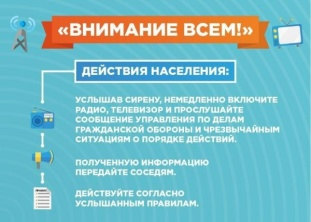 «ВНИМАНИЕ ВСЕМ!»
ДЕЙСТВИЯ НАСЕЛЕНИЯ:
УСЛЫШАВ СИРЕНУ, НЕМЕДЛЕННО ВКЛЮЧИТЕ
РАДИО, ТЕЛЕВИЗОР И ПРОСЛУШАЙТЕ
СООБЩЕНИЕ УПРАВЛЕНИЯ ПО ДЕЛАМ
ГРАЖДАНСКОЙ ОБОРОНЫ И ЧРЕЗВЫЧАЙНЫМ
СИТУАЦИЯМ О ПОРЯДКЕ ДЕЙСТВИЙ.
ПОЛУЧЕННУЮ ИНФОРМАЦИЮ
ПЕРЕДАЙТЕ СОСЕДЯМ.
ДЕЙСТВУЙТЕ СОГЛАСНО
УСЛЫШАННЫМ ПРАВИЛАМ.